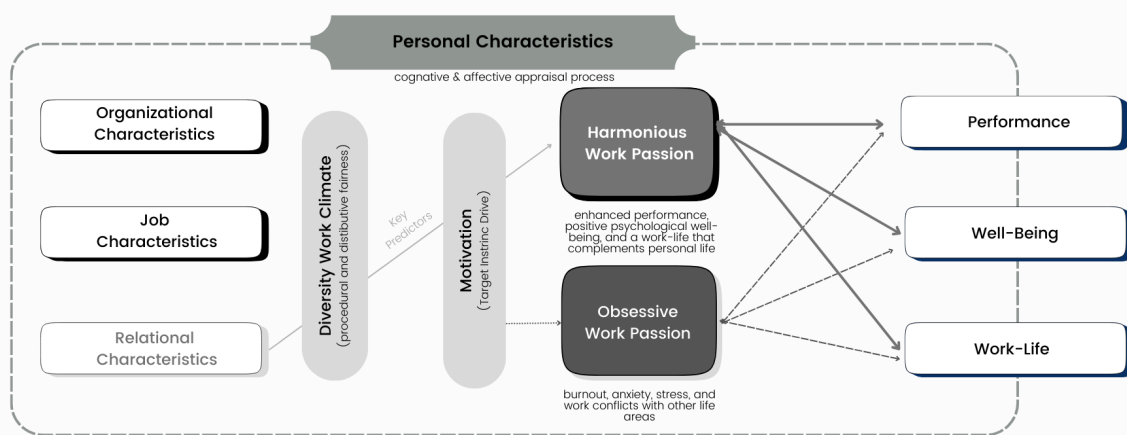 Personal Characteristics
cognative & affective appraisal process
Organizational
Characteristics
Job
Characteristics
Relational
Characteristics
Diversity Work Climate
(procedural and distibutive fairness)
Key
Predictors
Motivation
(Target Instrinc Drive)
Harmonious
Work Passion
enhanced performance,
positive psychological well-
being, and a work-life that
complements personal life
Obsessive
Work Passion
burnout, anxiety, stress, and
work conflicts with other life
areas
Performance
Well-Being
Work-Life